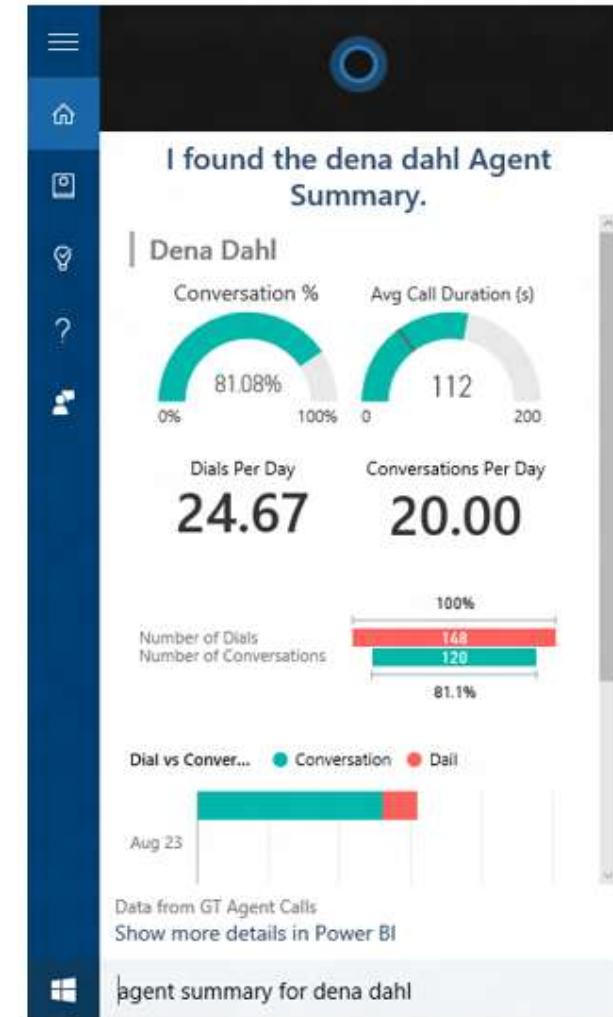 I found the dena dahl Agent
Summary.
Dena Dahl
Conversation %
Avg Call Duration (s)
81.08%
112
0%
100%
0
200
Dials Per Day
Conversations Per Day
24.67
20.00
100%
Number of Dials
148
Number of Conversations
120
81.1%
Dial vs Conver...
Conversation
Dail
Aug 23
Data from GT Agent Calls
Show more details in Power BI
agent summary for dena dahl